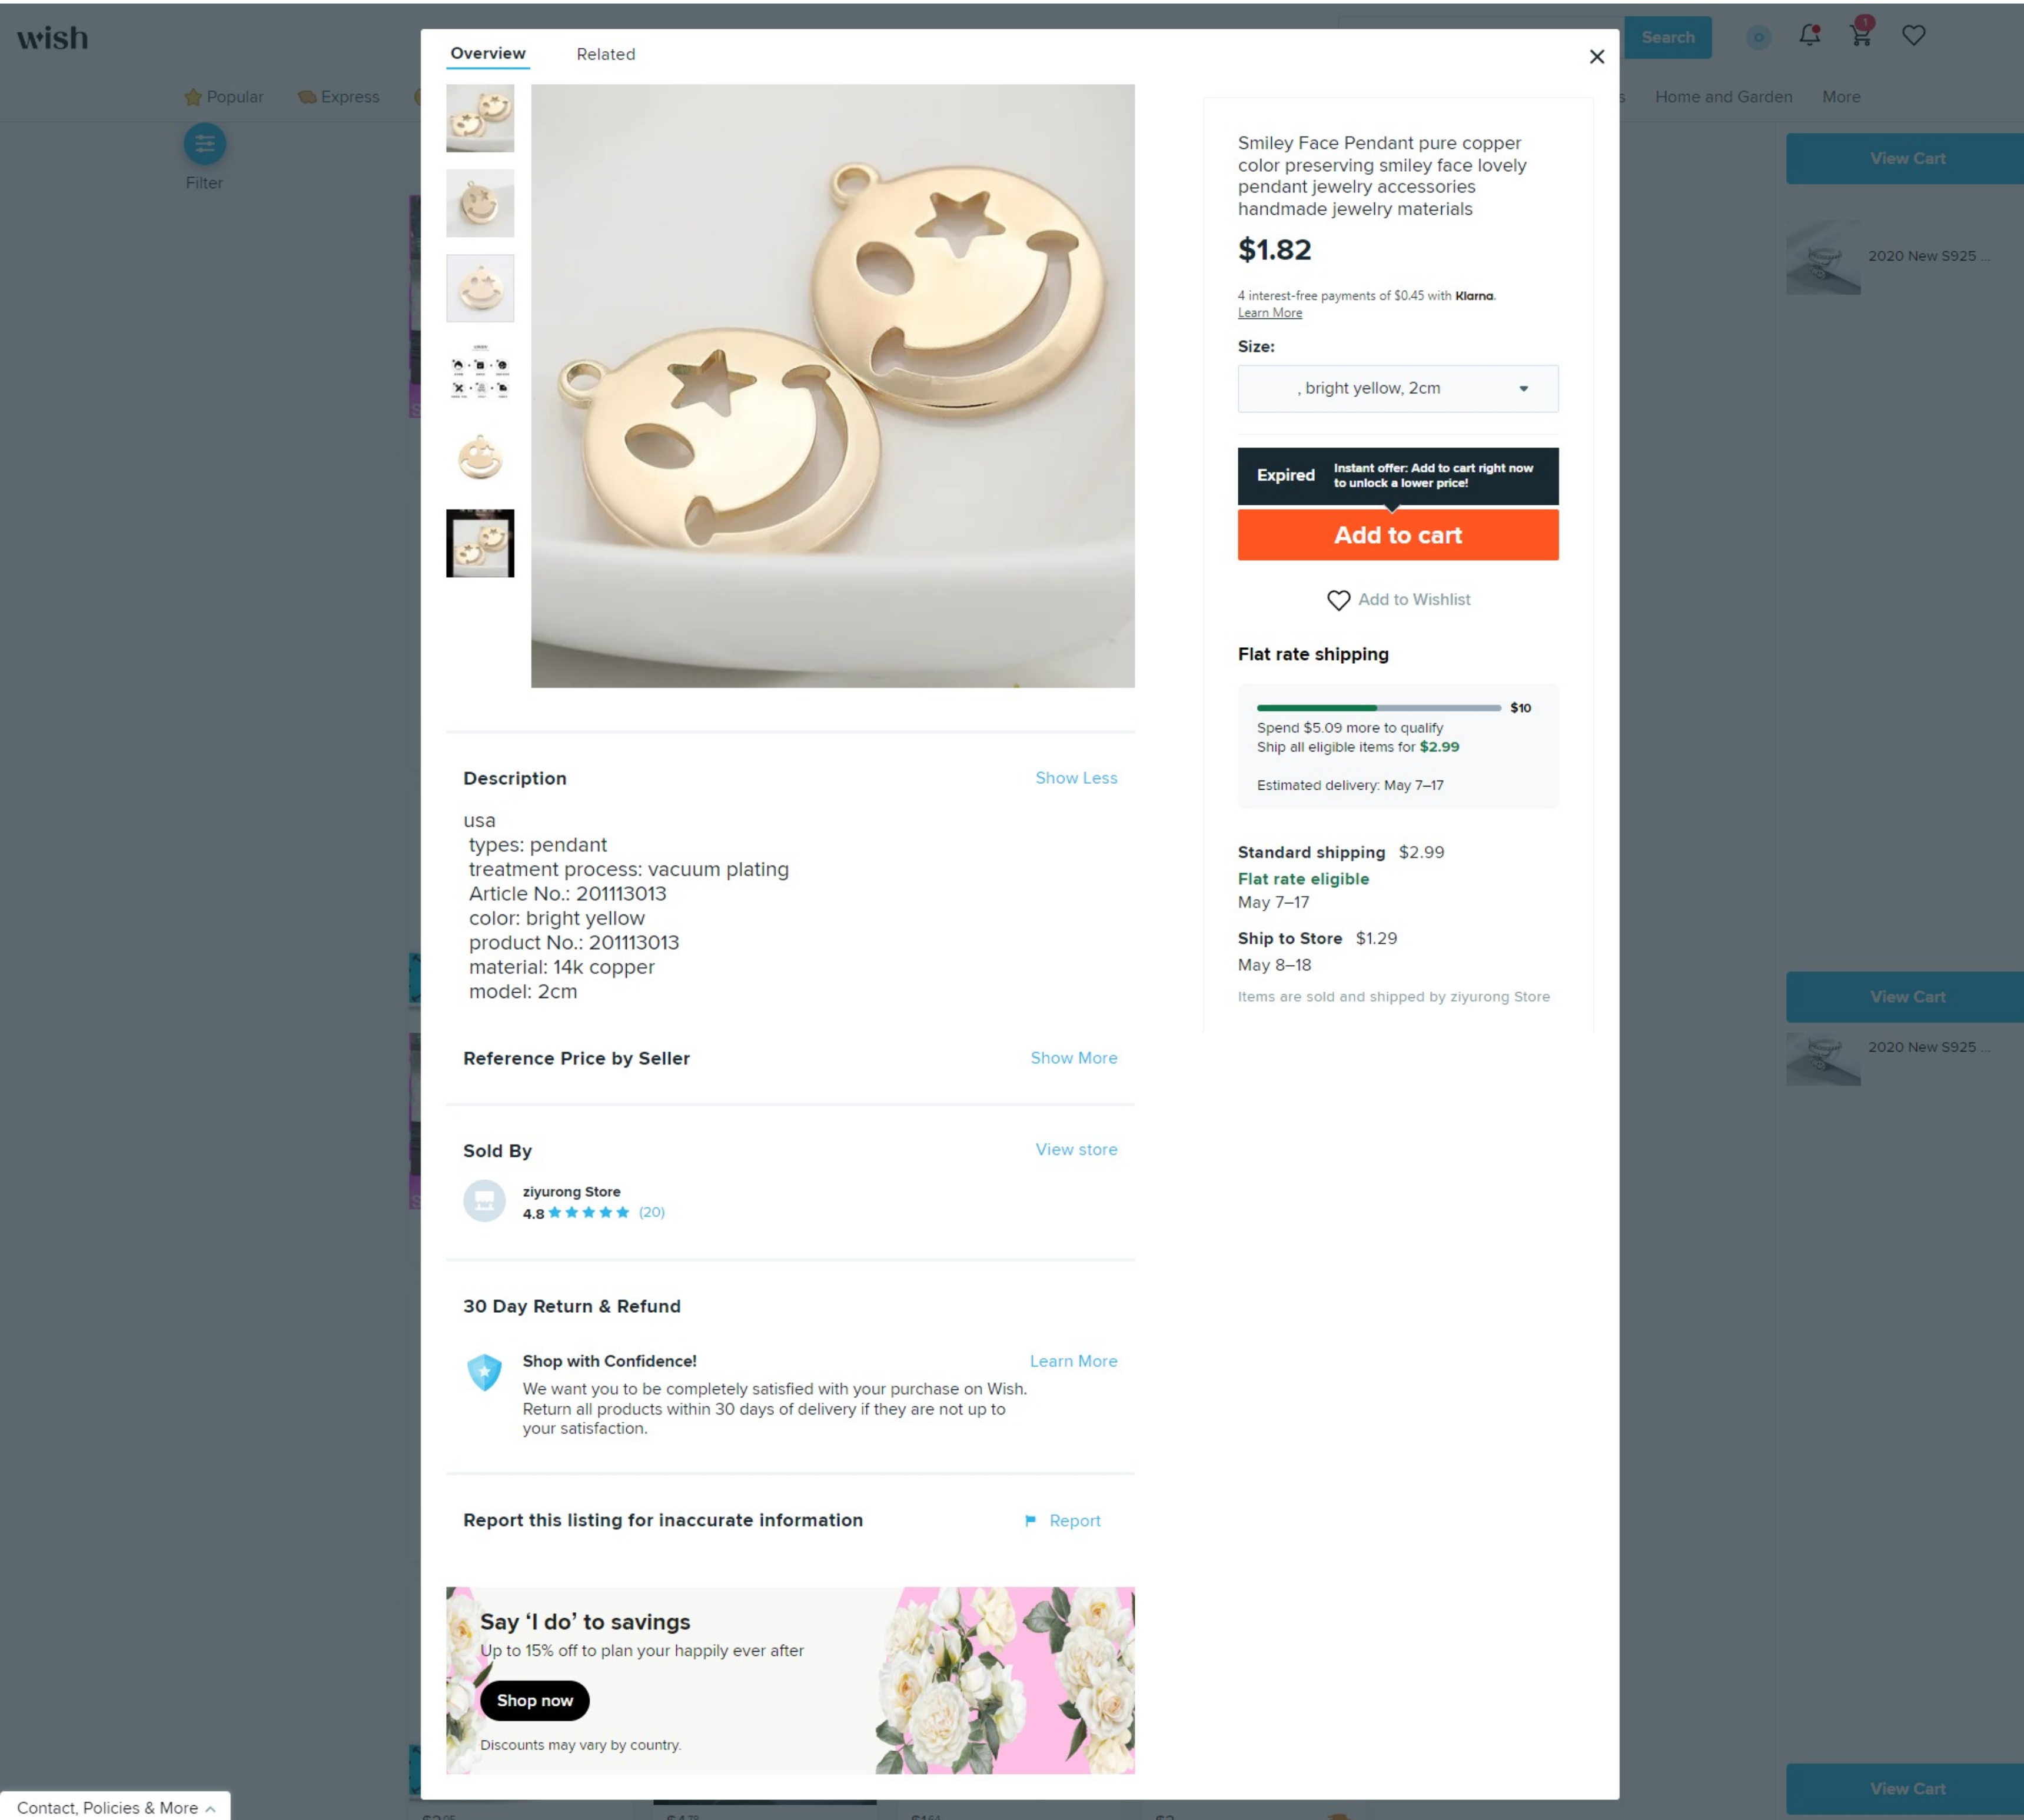 wish
Search
1
Popular
Express
Home and Garden
More
Filter
View Cart
2020 New S925 ...
Overview
Related
Smiley Face Pendant pure copper
color preserving smiley face lovely
pendant jewelry accessories
handmade jewelry materials
$1.82
4 interest-free payments of $0.45 with Klarna.
Learn More
Size:
, bright yellow, 2cm
Expired
Instant offer: Add to cart right now
to unlock a lower price!
Add to cart
Add to Wishlist
Flat rate shipping
$10
Spend $5.09 more to qualify
Ship all eligible items for $2.99
Estimated delivery: May 7–17
Standard shipping $2.99
Flat rate eligible
May 7–17
Ship to Store $1.29
May 8–18
Items are sold and shipped by ziyurong Store
Description
Show Less
usa
types: pendant
treatment process: vacuum plating
Article No.: 201113013
color: bright yellow
product No.: 201113013
material: 14k copper
model: 2cm
Reference Price by Seller
Show More
Sold By
View store
ziyurong Store
4.8
(20)
30 Day Return & Refund
Shop with Confidence!
Learn More
We want you to be completely satisfied with your purchase on Wish.
Return all products within 30 days of delivery if they are not up to
your satisfaction.
Report this listing for inaccurate information
Report
Say ‘I do’ to savings
Up to 15% off to plan your happily ever after
Shop now
Discounts may vary by country.
View Cart
2020 New S925 ...
View Cart
Contact, Policies & More